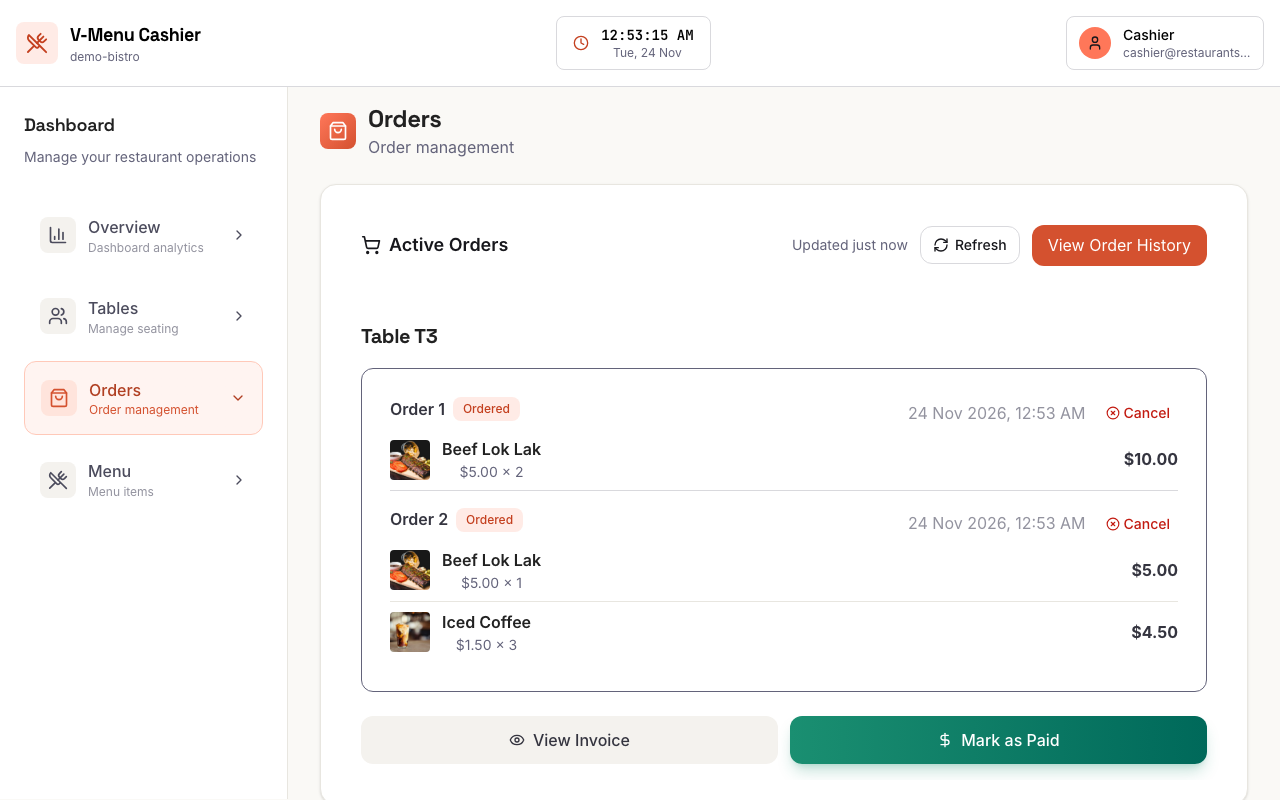 V-Menu Cashier
demo-bistro
12:53:15 AM
Tue, 24 Nov
Cashier
cashier@restaurants...
Dashboard
Manage your restaurant operations
Overview
Dashboard analytics
Tables
Manage seating
Orders
Order management
Menu
Menu items
Orders
Order management
Active Orders
Updated just now
Refresh
View Order History
Table T3
Order 1
Ordered
24 Nov 2026, 12:53 AM
Cancel
Beef Lok Lak
$5.00 × 2
$10.00
Order 2
Ordered
24 Nov 2026, 12:53 AM
Cancel
Beef Lok Lak
$5.00 × 1
$5.00
Iced Coffee
$1.50 × 3
$4.50
View Invoice
Mark as Paid